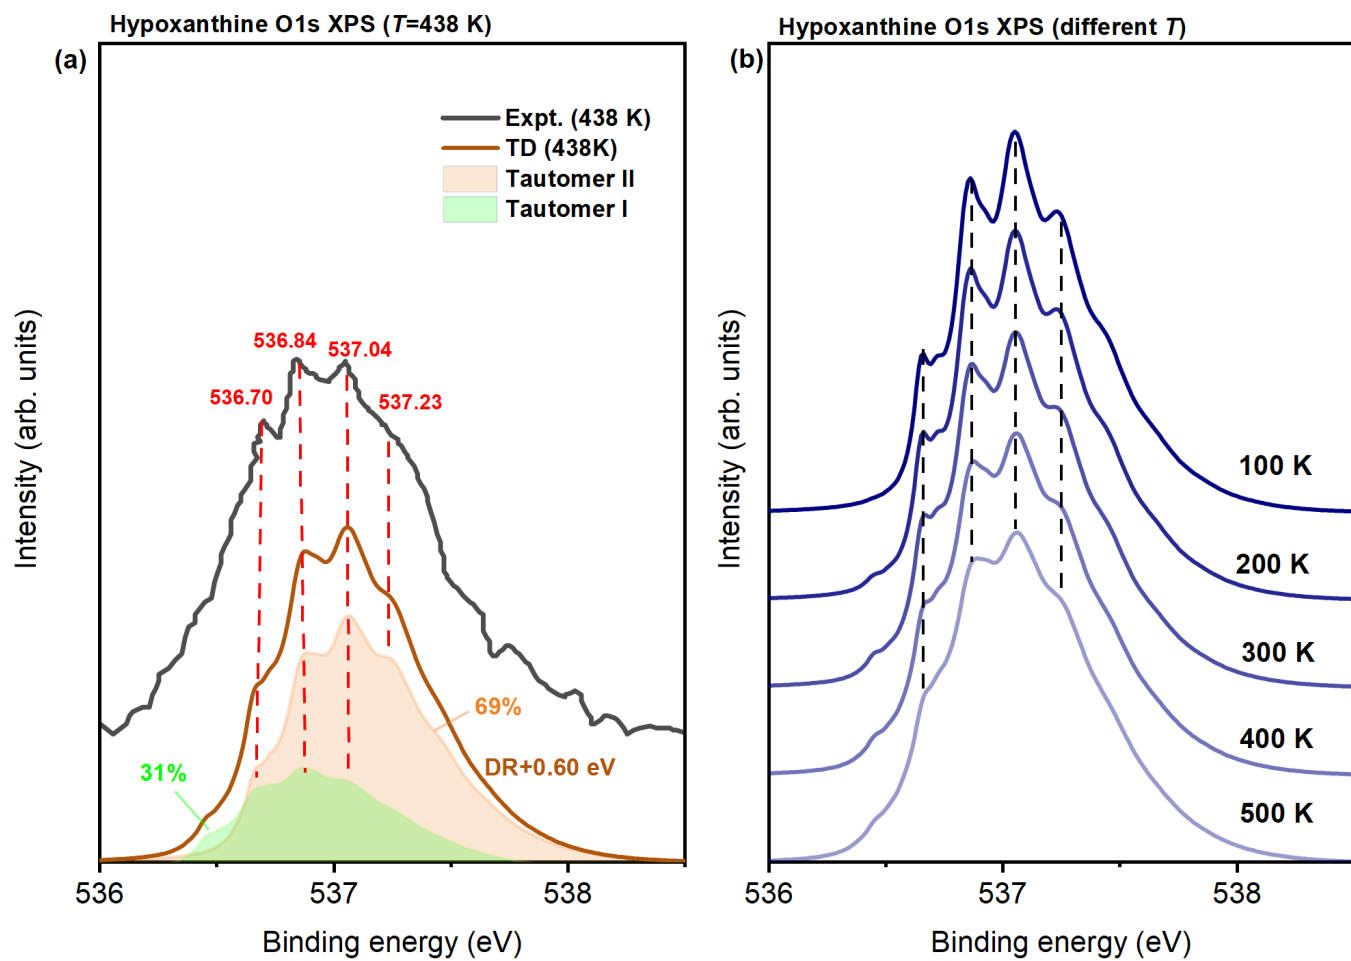 Hypoxanthine O1s XPS (T=438 K)
(a)
Expt. (438 K)
TD (438K)
Tautomer II
Tautomer I
536.84
537.04
536.70
537.23
69%
DR+0.60 eV
31%
Intensity (arb. units)
536
537
538
Binding energy (eV)
Hypoxanthine O1s XPS (different T)
(b)
100 K
200 K
300 K
400 K
500 K
Intensity (arb. units)
536
537
538
Binding energy (eV)